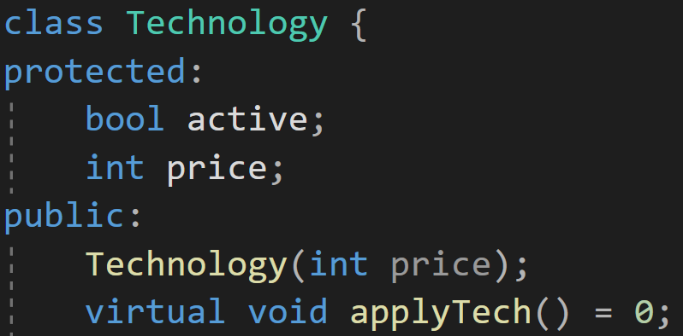 class Technology {
protected:
    bool active;
    int price;
public:
    Technology(int price);
    virtual void applyTech() = 0;